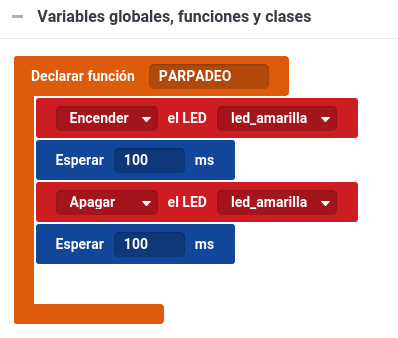 Variables globales, funciones y clases
Declarar función PARPADEO
Encender el LED led_amarilla
Esperar 100 ms
Apagar el LED led_amarilla
Esperar 100 ms